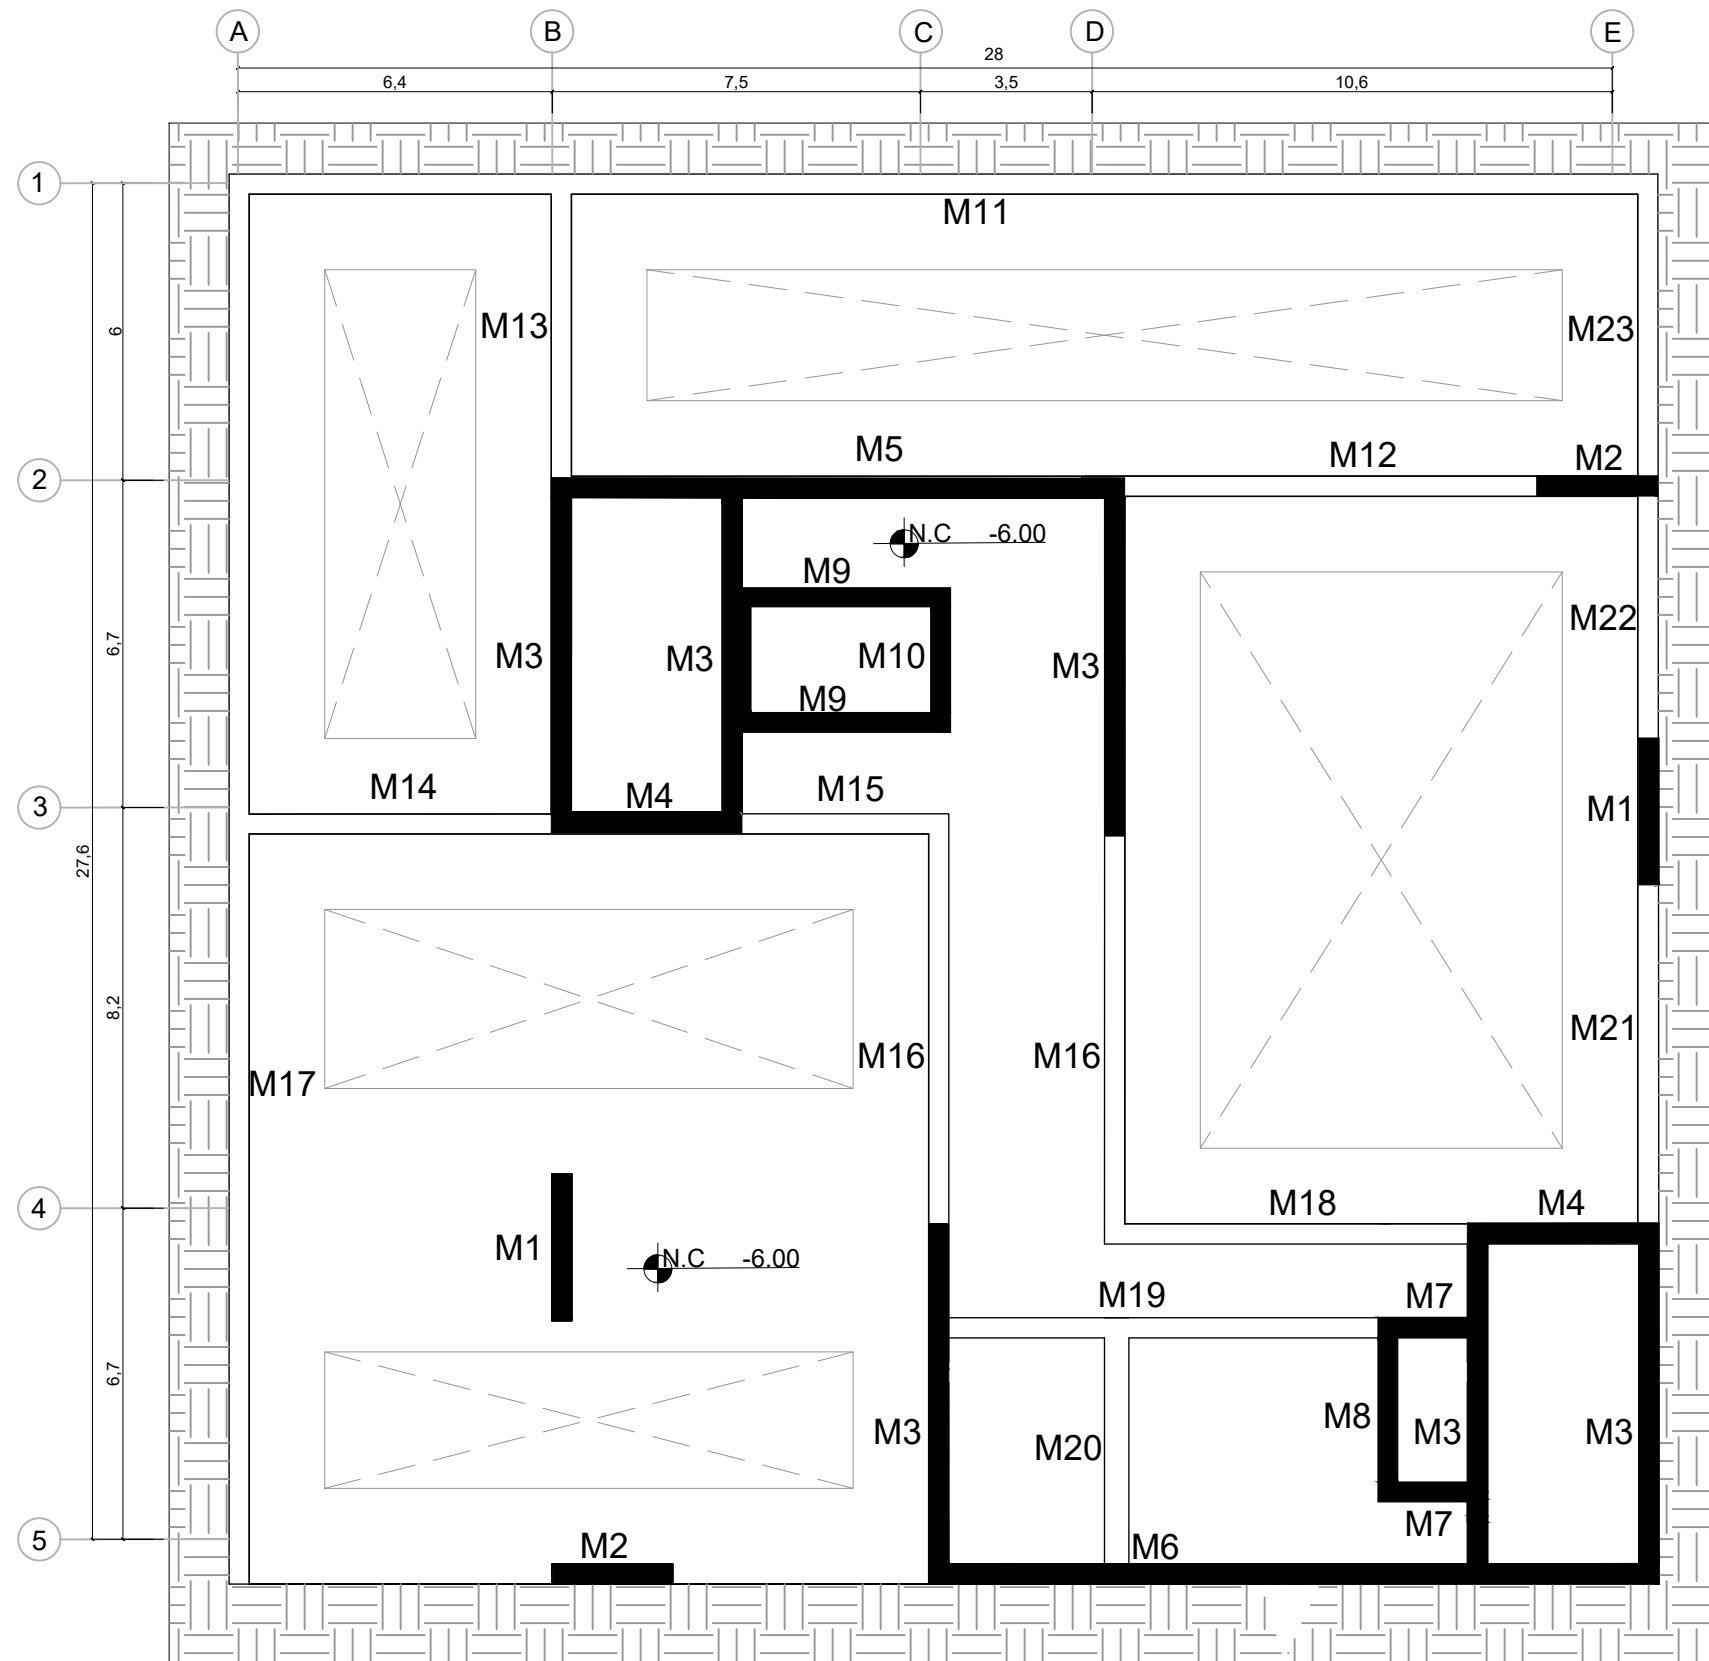 A B C D E
28
6,4 7,5 3,5 10,6
1
M11
M13 M23
6
M5 M12 M2
2
N.C -6.00
M9
M22
6,7
M3 M3 M10 M3
M9
M14 M4 M15 M1
3
27,6
8,2
M21
M17 M16 M16
M18 M4
4
M1 N.C -6.00
M19 M7
6,7
M8
M3 M20 M3 M3
M7
5
M2 M6